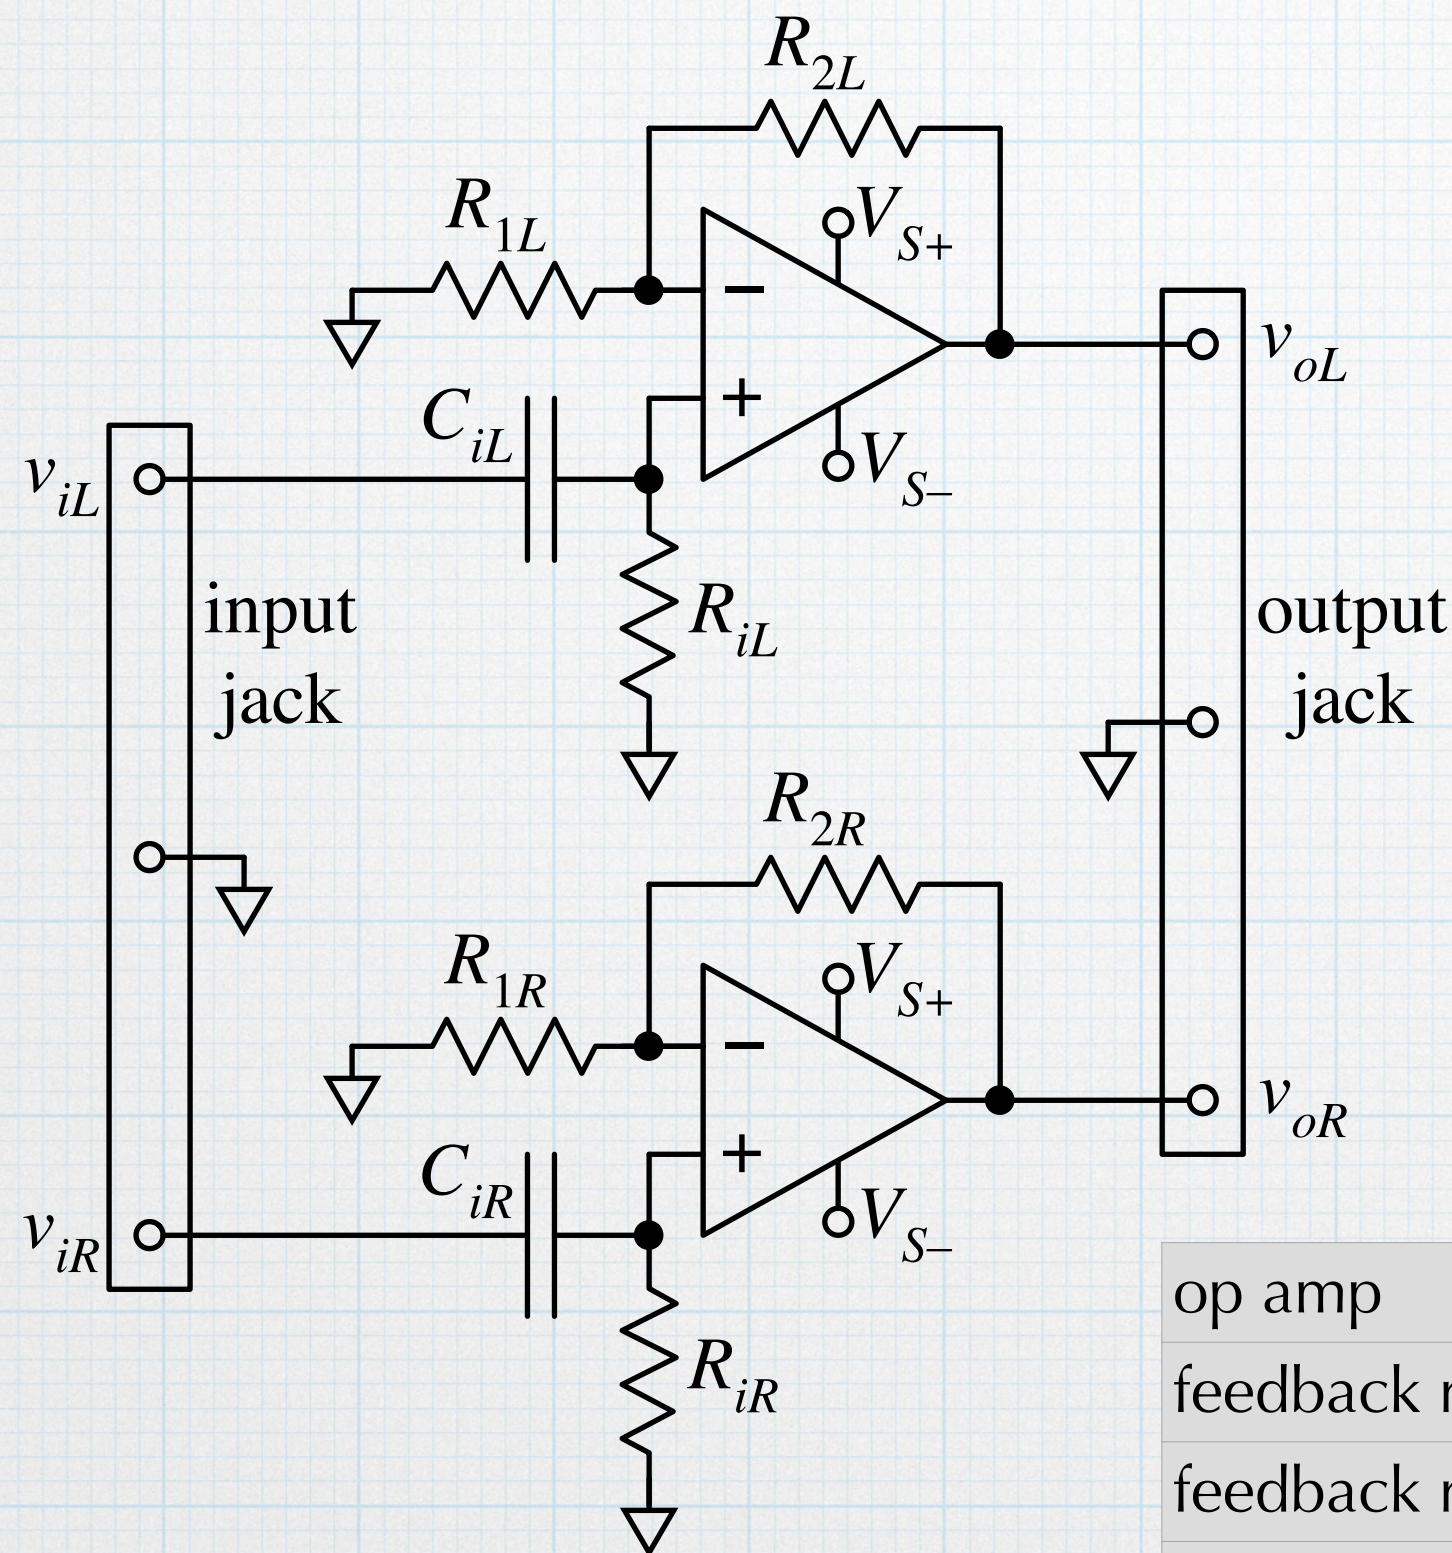 R2L
VS+
R1L
−
voL
+
CiL
VS–
viL
input
jack
RiL
output
jack
R2R
VS+
R1R
−
voR
+
CiR
VS–
viR
RiR
op amp
feedback
feedback